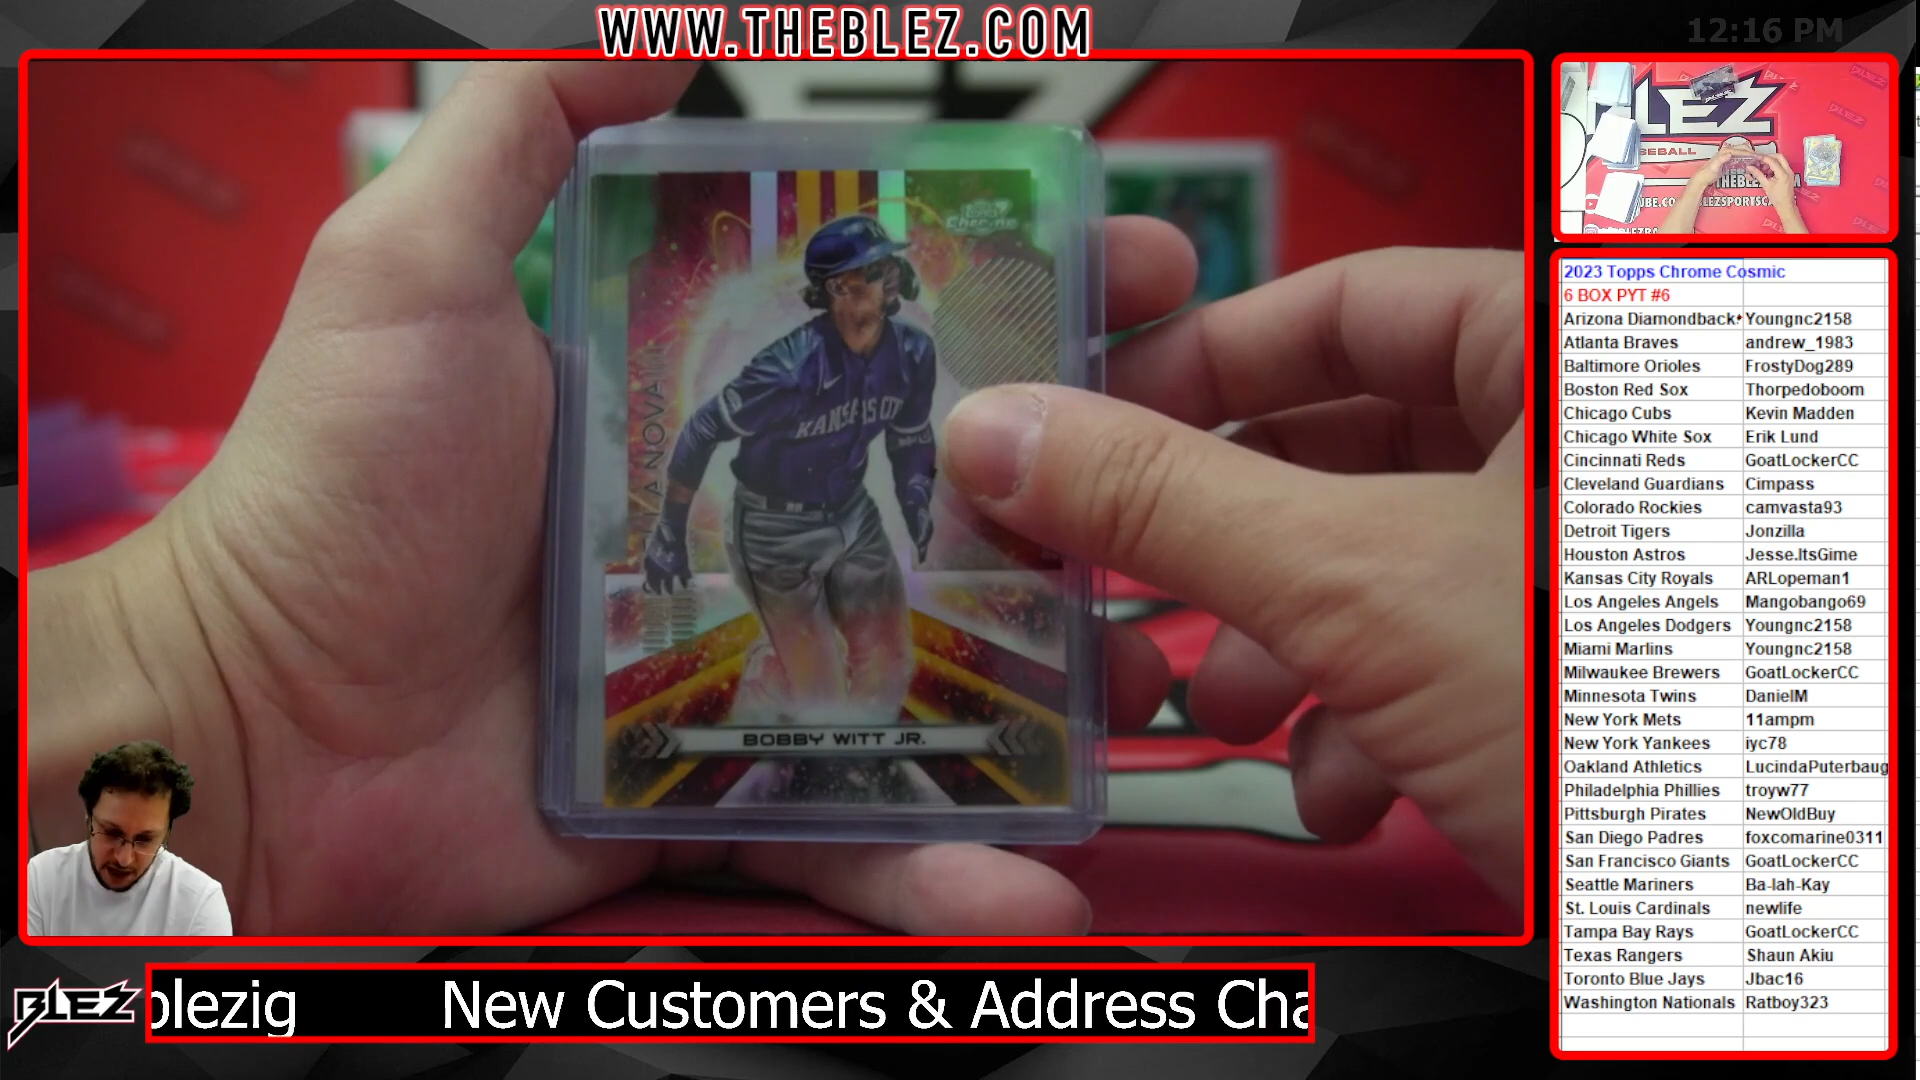 WWW.THEBLEZ.COM
12:16 PM
KANSAS CITY
BOBBY WITT JR.
2023 Topps Chrome Cosmic
6 BOX PYT #6
Arizona Diamondback Youngnc2158
Atlanta Braves andrew_1983
Baltimore Orioles FrostyDog289
Boston Red Sox Thorpedoboom
Chicago Cubs Kevin Madden
Chicago White Sox Erik Lund
Cincinnati Reds GoatLockerCC
Cleveland Guardians Cimpass
Colorado Rockies camvasta93
Detroit Tigers Jonzilla
Houston Astros Jesse.ItsGime
Kansas City Royals ARLopeman1
Los Angeles Angels Mangobango69
Los Angeles Dodgers Youngnc2158
Miami Marlins Youngnc2158
Milwaukee Brewers GoatLockerCC
Minnesota Twins DanielM
New York Mets 11ampm
New York Yankees iyc78
Oakland Athletics LucindaPuterbaug
Philadelphia Phillies troyw77
Pittsburgh Pirates NewOldBuy
San Diego Padres foxcomarine0311
San Francisco Giants GoatLockerCC
Seattle Mariners Ba-lah-Kay
St. Louis Cardinals newlife
Tampa Bay Rays GoatLockerCC
Texas Rangers Shaun Akiu
Toronto Blue Jays Jbac16
Washington Nationals Ratboy323
BLEZ
blezig New Customers & Address Cha